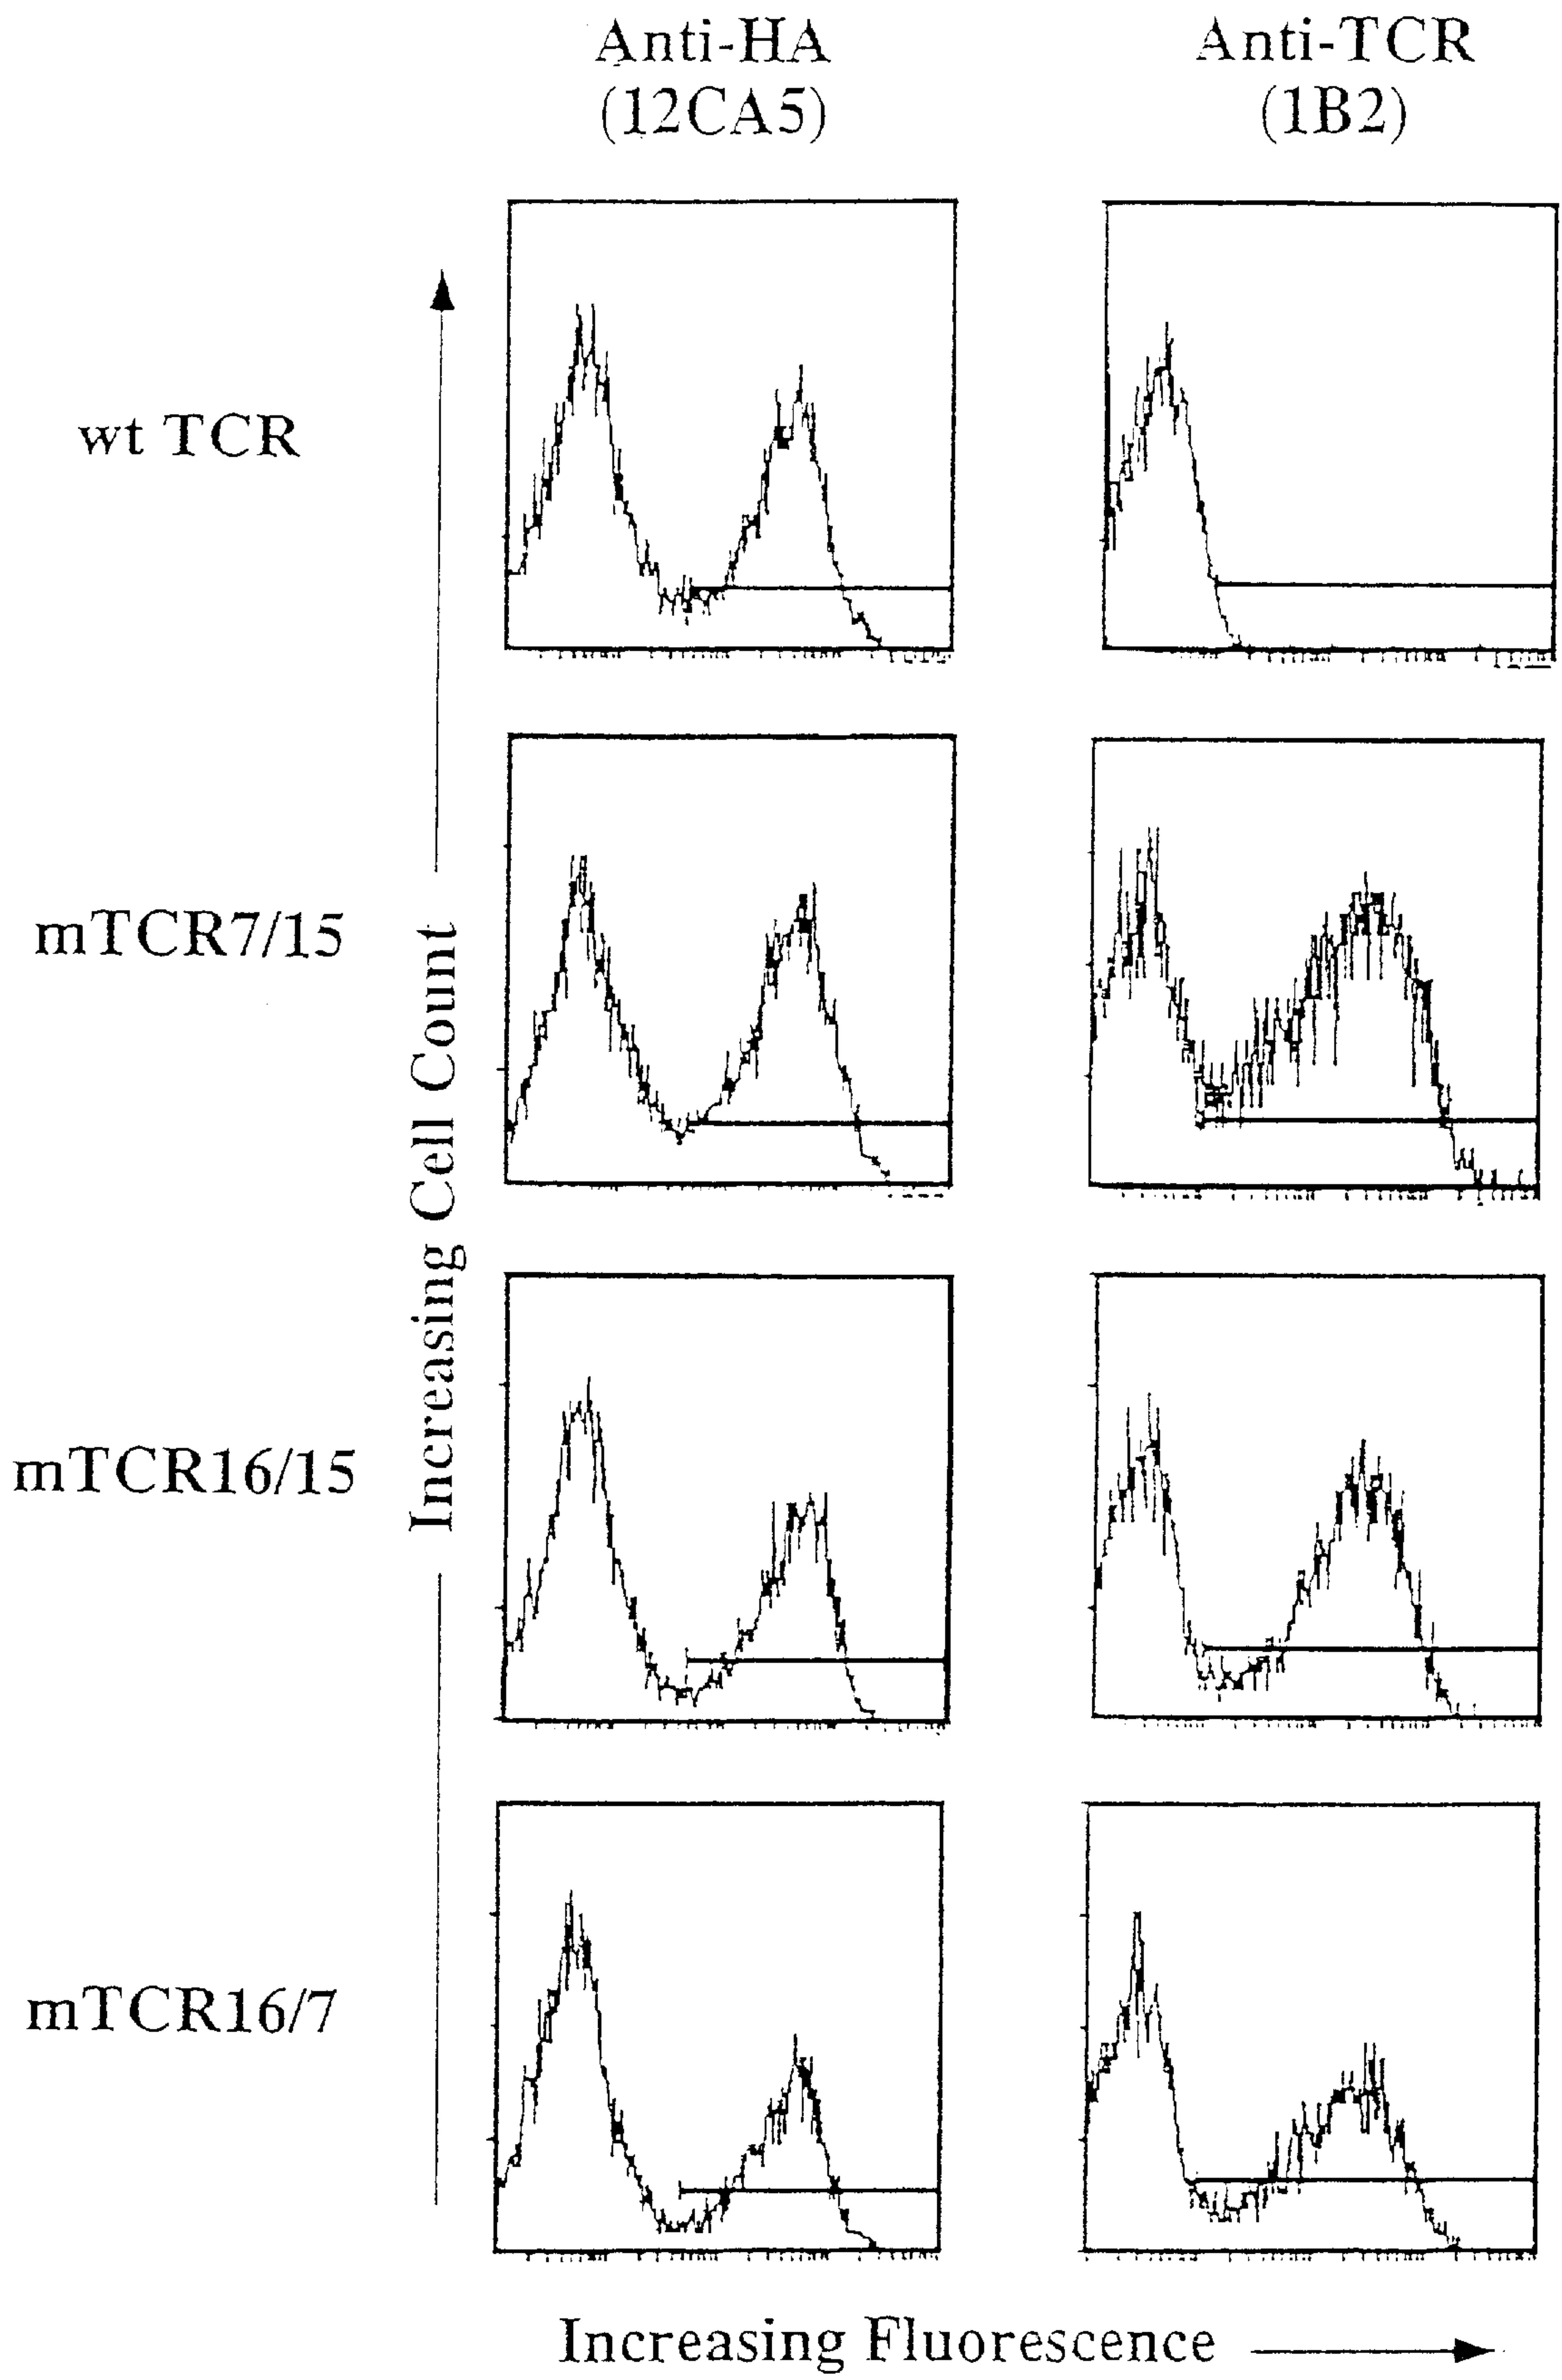 Anti-HA
(12CA5)
Anti-TCR
(1B2)
wt TCR
mTCR7/15
mTCR16/15
mTCR16/7
Increasing Cell Count
Increasing Fluorescence